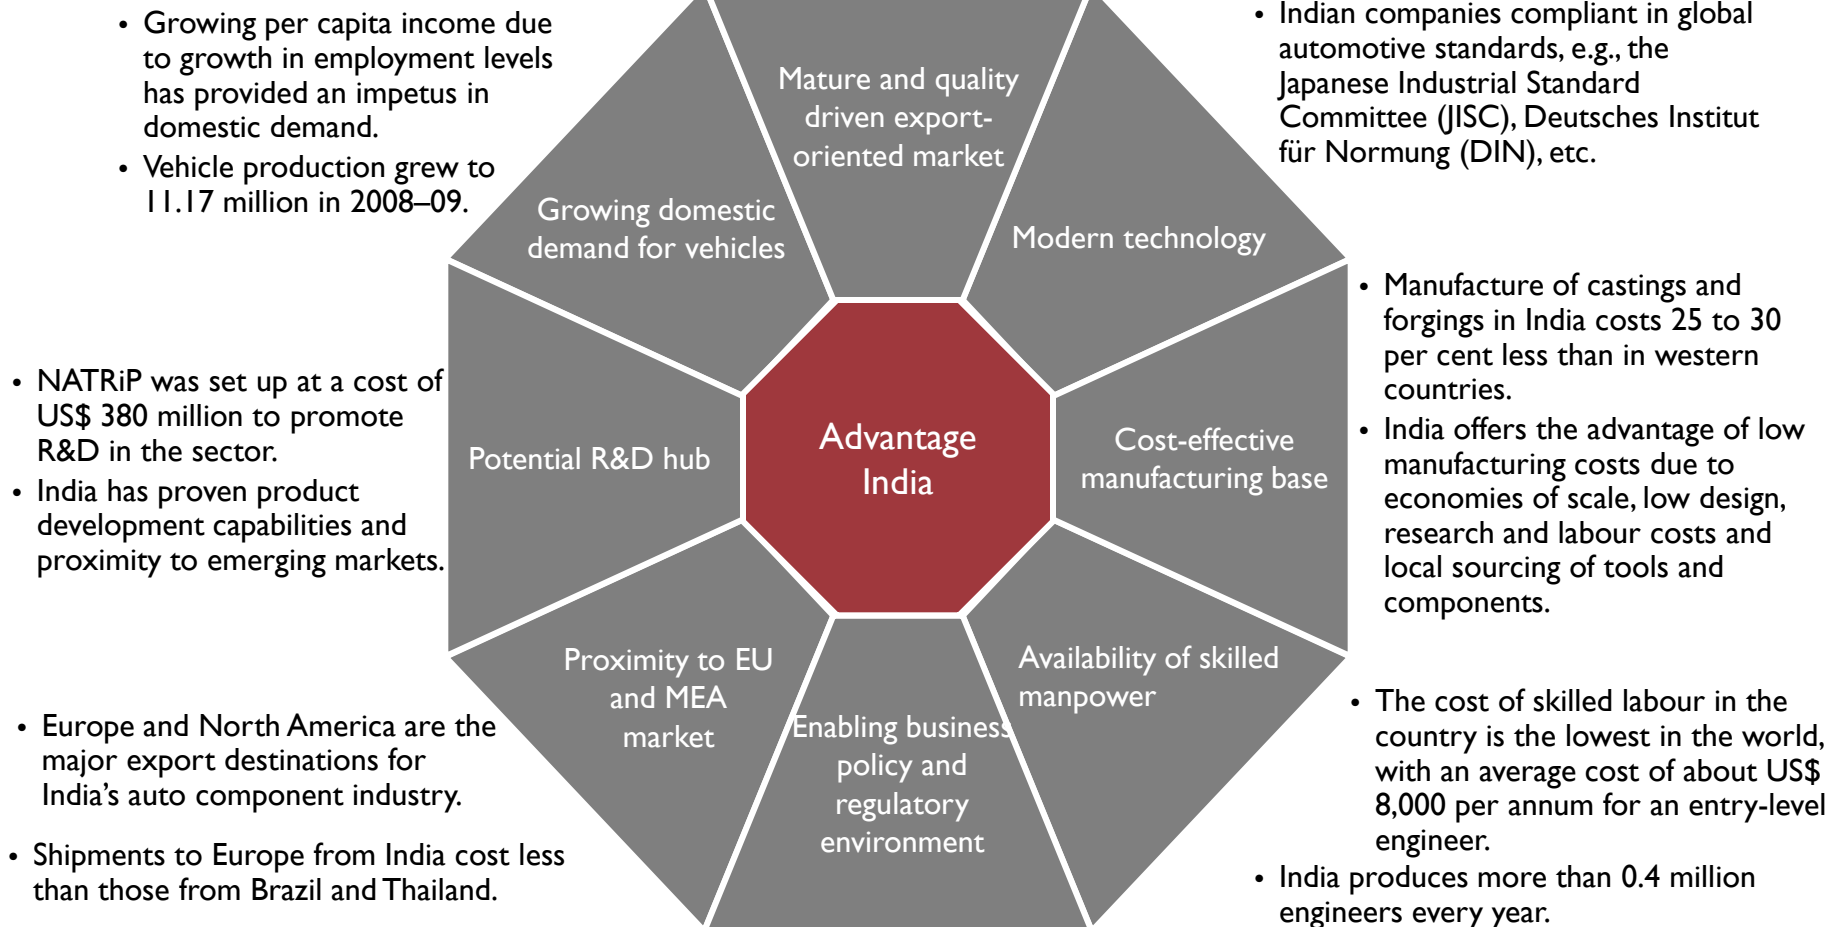 • Growing per capita income due
to growth in employment levels
has provided an impetus in
domestic demand.
• Vehicle production grew to
11.17 million in 2008–09.
Mature and quality
driven export-
oriented market
• Indian companies compliant in global
automotive standards, e.g., the
Japanese Industrial Standard
Committee (JISC), Deutsches Institut
für Normung (DIN), etc.
Growing domestic
demand for vehicles
Modern technology
• Manufacture of castings and
forgings in India costs 25 to 30
per cent less than in western
countries.
• India offers the advantage of low
manufacturing costs due to
economies of scale, low design,
research and labour costs and
local sourcing of tools and
components.
• NATRiP was set up at a cost of
US$ 380 million to promote
R&D in the sector.
• India has proven product
development capabilities and
proximity to emerging markets.
Potential R&D hub
Advantage
India
Cost-effective
manufacturing base
Proximity to EU
and MEA
market
Enabling business
policy and
regulatory
environment
Availability of skilled
manpower
• Europe and North America are the
major export destinations for
India’s auto component industry.
• Shipments to Europe from India cost less
than those from Brazil and Thailand.
• The cost of skilled labour in the
country is the lowest in the world,
with an average cost of about US$
8,000 per annum for an entry-level
engineer.
• India produces more than 0.4 million
engineers every year.